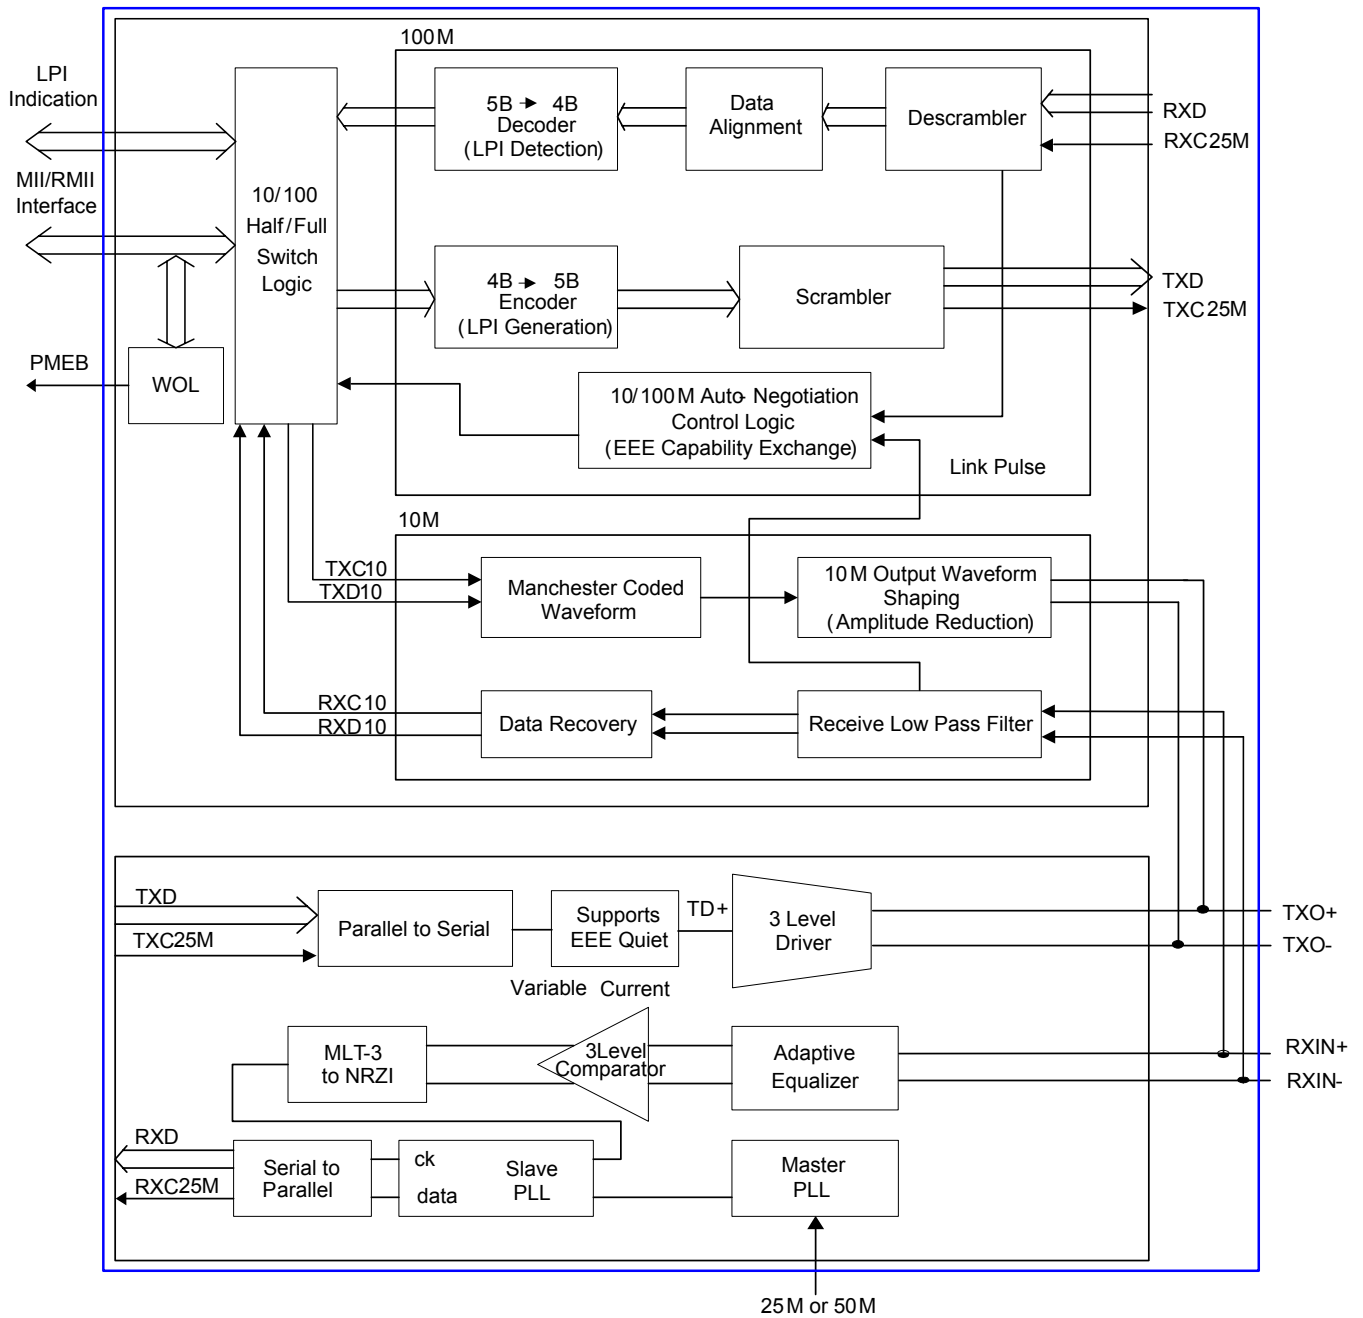 100M
LPI
Indication
MII/RMII
Interface
PMEB
WOL
10/100
Half/Full
Switch
Logic
5B → 4B
Decoder
(LPI Detection)
Data
Alignment
Descrambler
RXD
RXC25M
4B → 5B
Encoder
(LPI Generation)
Scrambler
TXD
TXC25M
10/100M Auto- Negotiation
Control Logic
(EEE Capability Exchange)
Link Pulse
10M
TXC10
TXD10
Manchester Coded
Waveform
10M Output Waveform
Shaping
(Amplitude Reduction)
RXC10
RXD10
Data Recovery
Receive Low Pass Filter
TXD
TXC25M
Parallel to Serial
Supports
EEE Quiet
TD+
3 Level
Driver
TXO+
TXO-
Variable Current
MLT-3
to NRZI
3Level
Comparator
Adaptive
Equalizer
RXIN+
RXIN-
RXD
RXC25M
Serial to
Parallel
ck
data
Slave
PLL
Master
PLL
25M or 50M